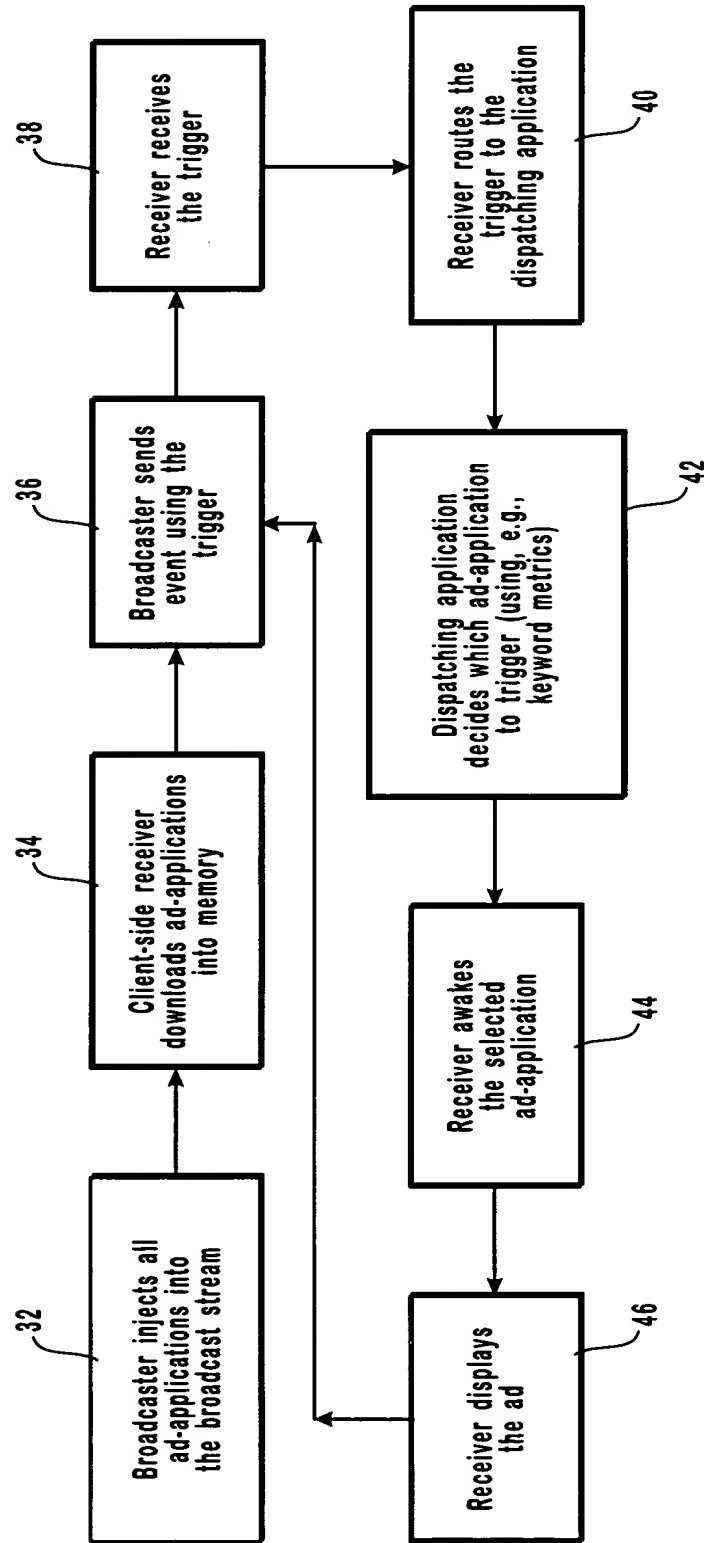 32
Broadcaster injects all
ad-applications into
the broadcast stream
34
Client-side receiver
downloads ad-applications
into memory
36
Broadcaster sends
event using the
trigger
38
Receiver receives
the trigger
Receiver routes the
trigger to the
dispatching application
40
Dispatching application
decides which ad-application
to trigger (using, e.g.,
keyword metrics)
42
Receiver awakes
the selected
ad-application
44
Receiver displays
the ad
46